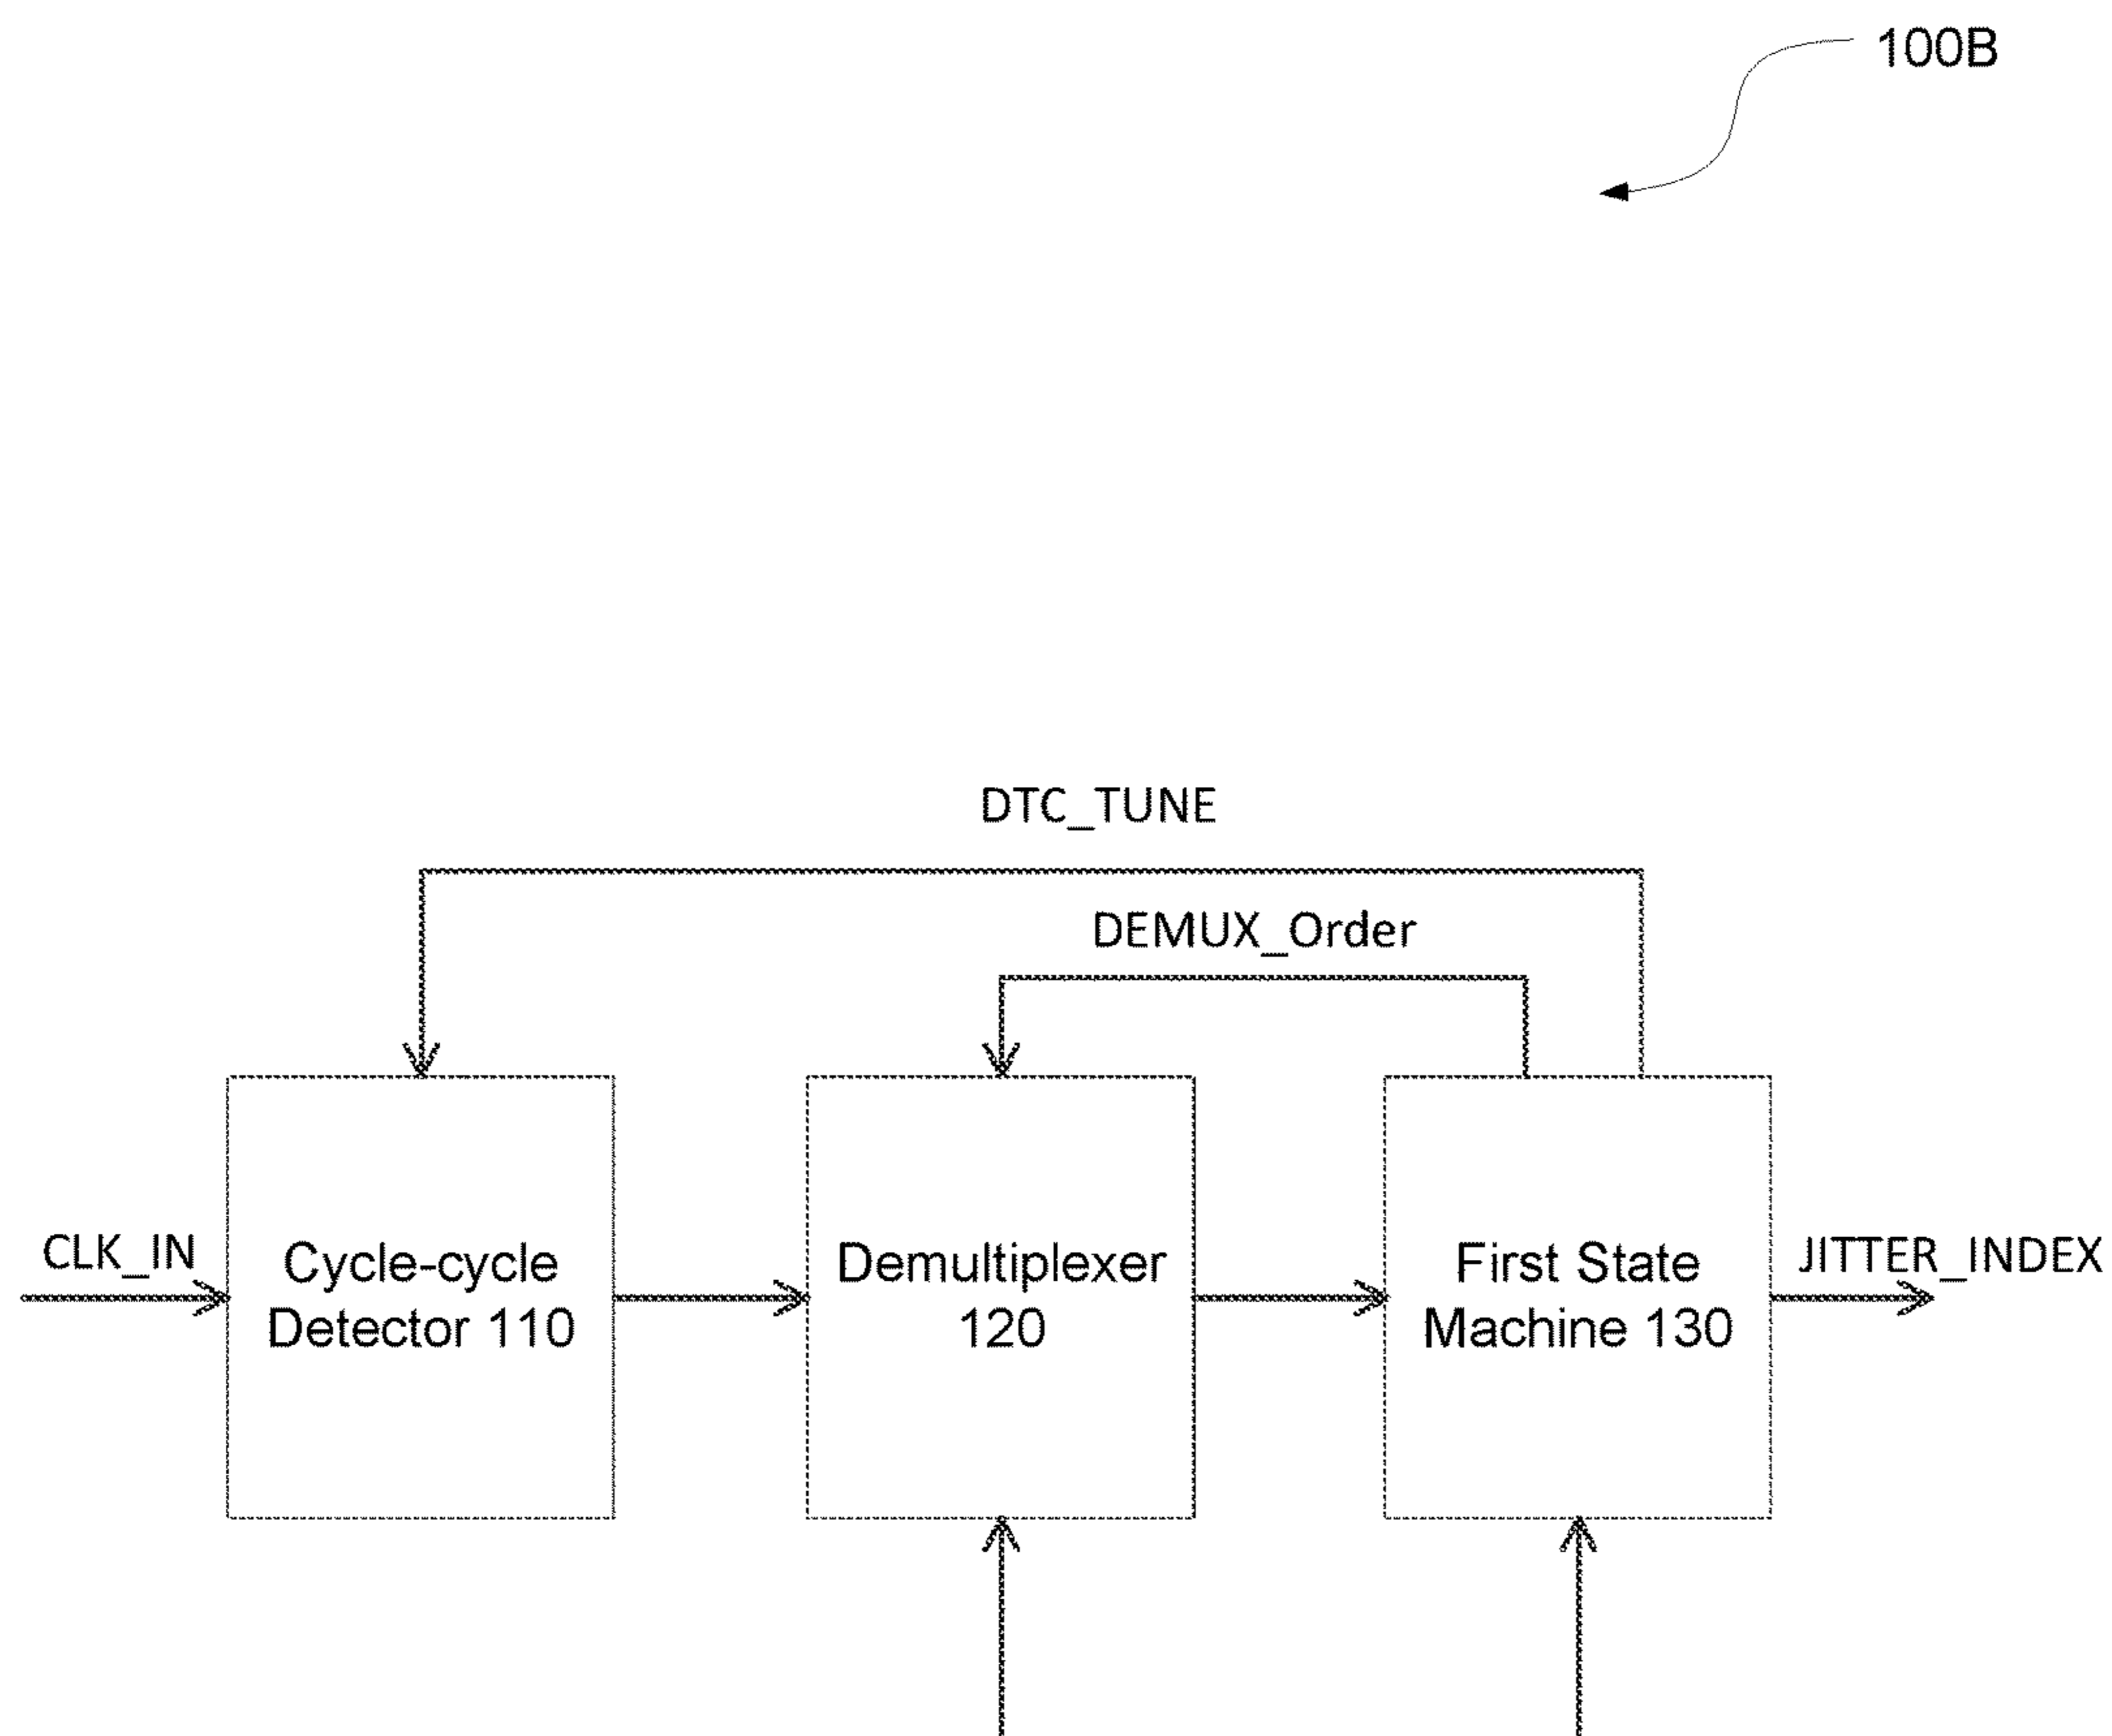 100B
DTC_TUNE
DEMUX_Order
CLK_IN
Cycle-cycle
Detector 110
Demultiplexer
120
First State
Machine 130
JITTER_INDEX